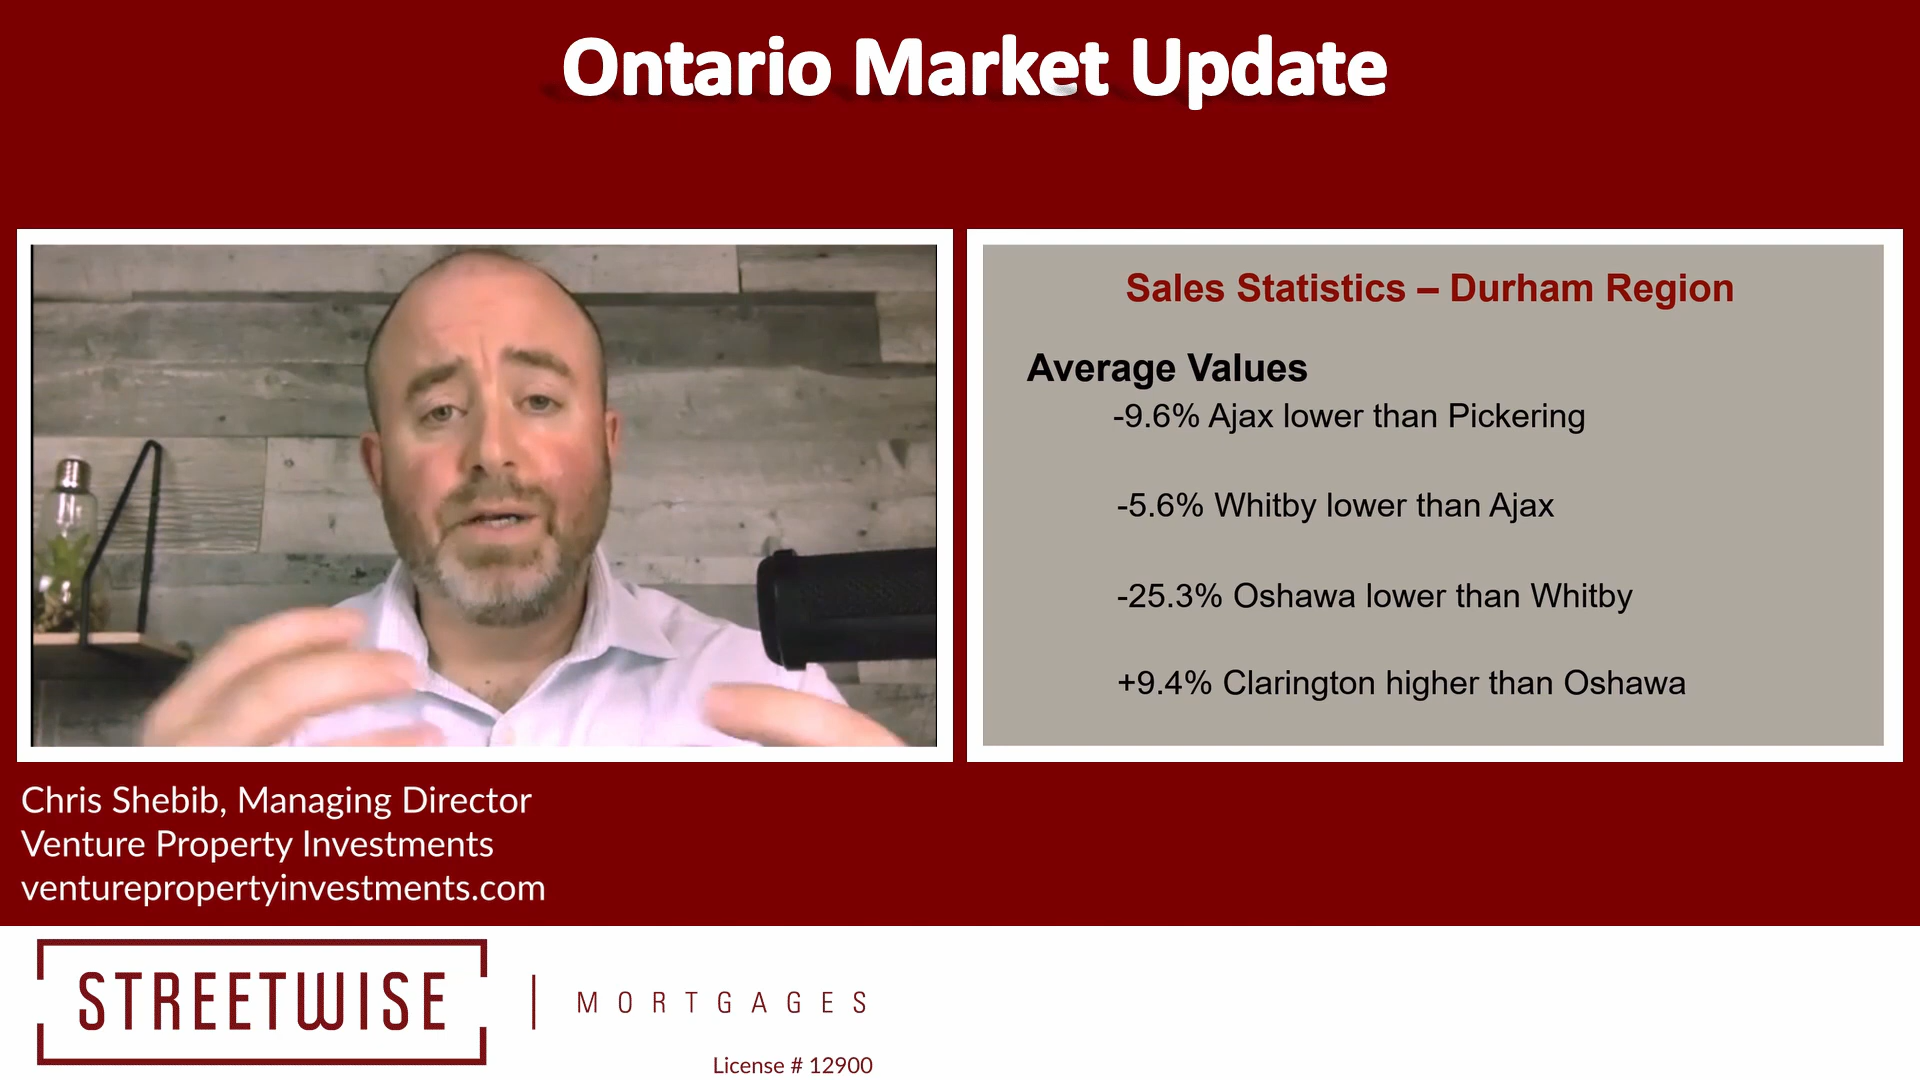 Ontario Market Update
Sales Statistics – Durham Region
Average Values
-9.6% Ajax lower than Pickering
-5.6% Whitby lower than Ajax
-25.3% Oshawa lower than Whitby
+9.4% Clarington higher than Oshawa
Chris Shebib, Managing Director
Venture Property Investments
venturepropertyinvestments.com
STREETWISE | MORTGAGES
License # 12900